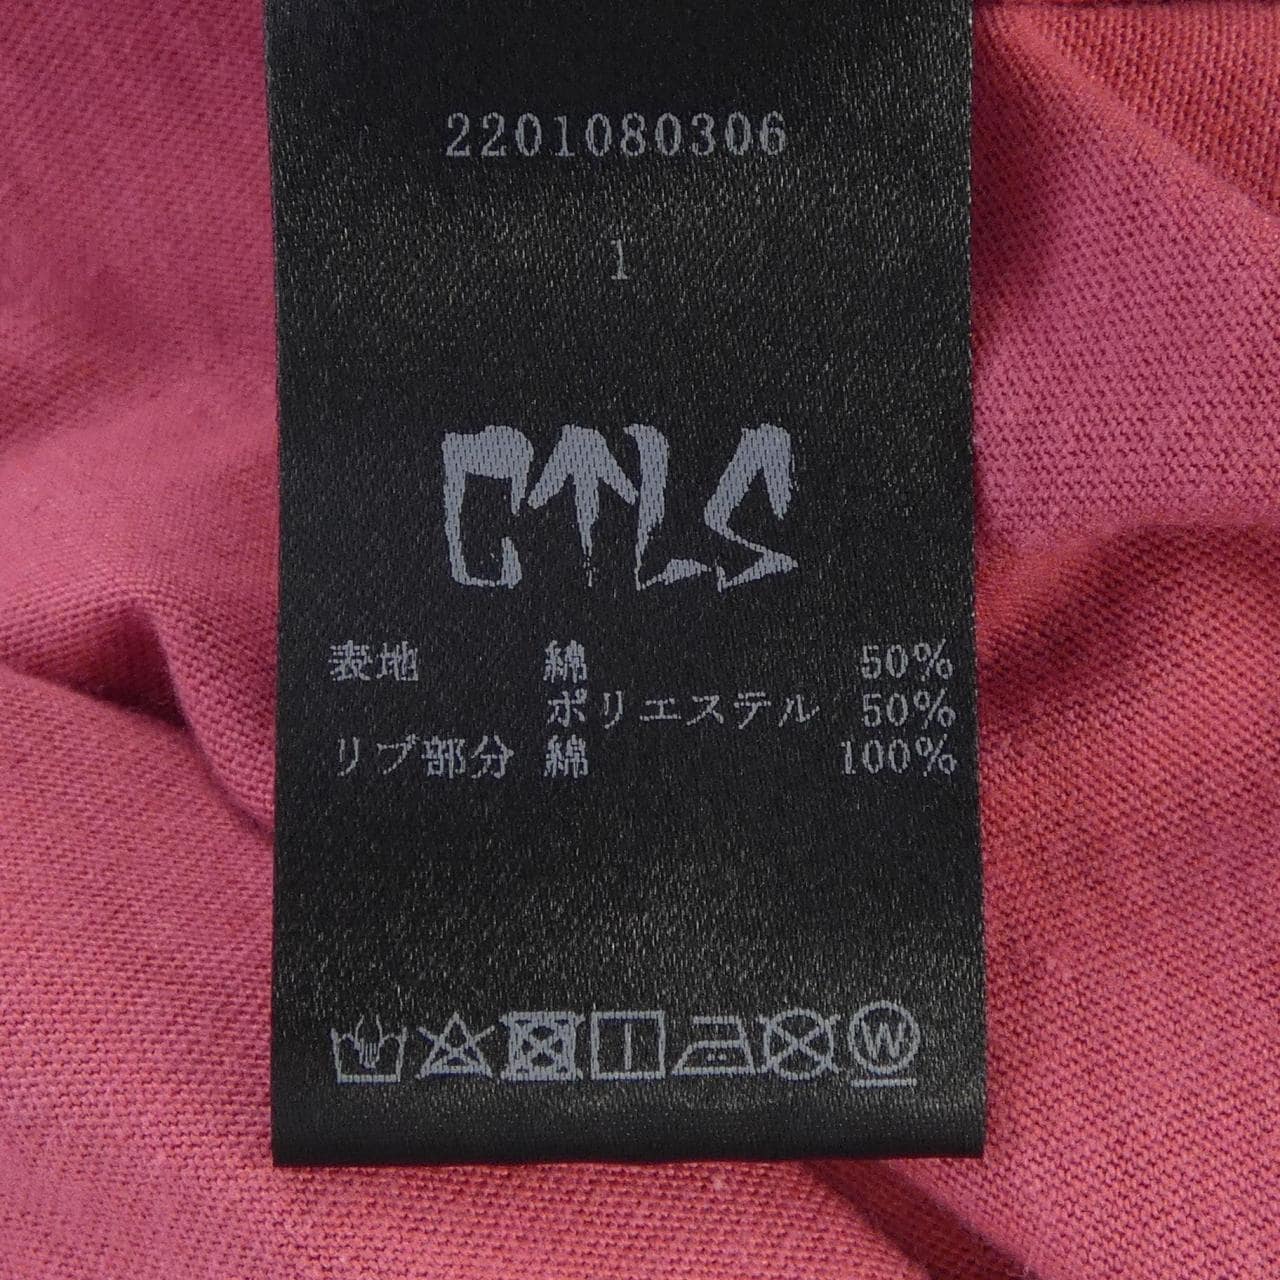 2201080306
1
CTLS
表地 綿 50%
ポリエステル 50%
リブ部分 綿 100%
W